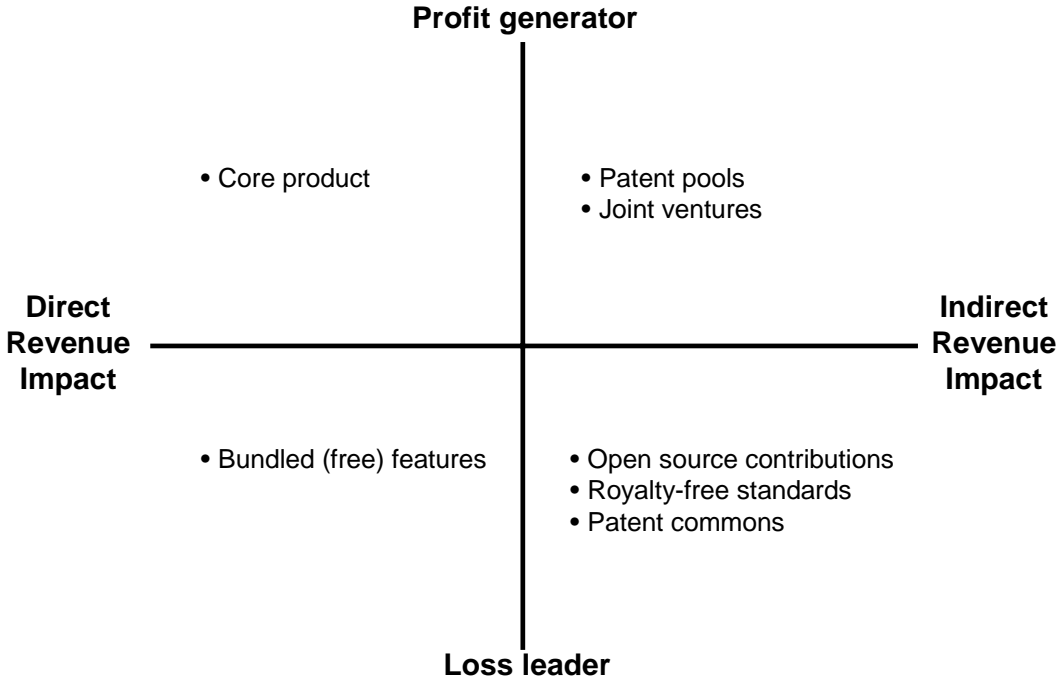 Profit generator
• Core product
• Patent pools
• Joint ventures
Direct
Revenue
Impact
Indirect
Revenue
Impact
• Bundled (free) features
• Open source contributions
• Royalty-free standards
• Patent commons
Loss leader